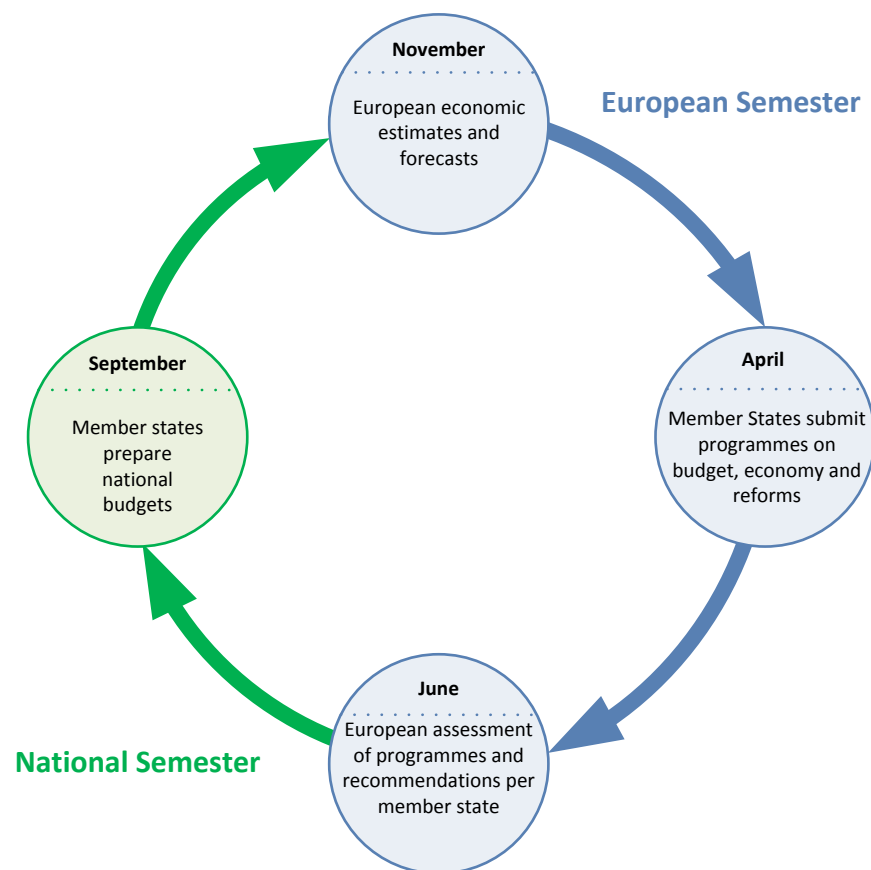 November
European economic
estimates and
forecasts
European Semester
September
Member states
prepare
national
budgets
April
Member States submit
programmes on
budget, economy and
reforms
June
European assessment
of programmes and
recommendations per
member state
National Semester